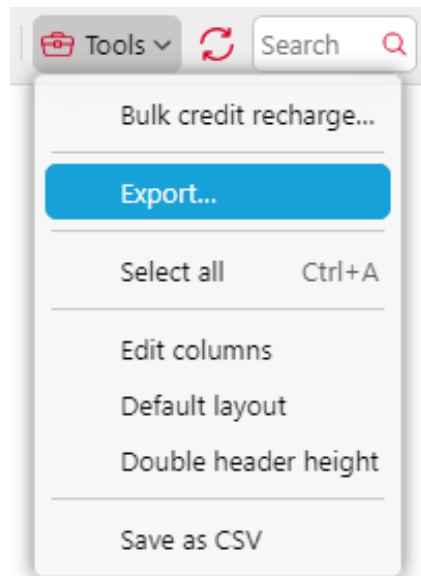 Tools Search
Bulk credit recharge...
Export...
Select all Ctrl+A
Edit columns
Default layout
Double header height
Save as CSV